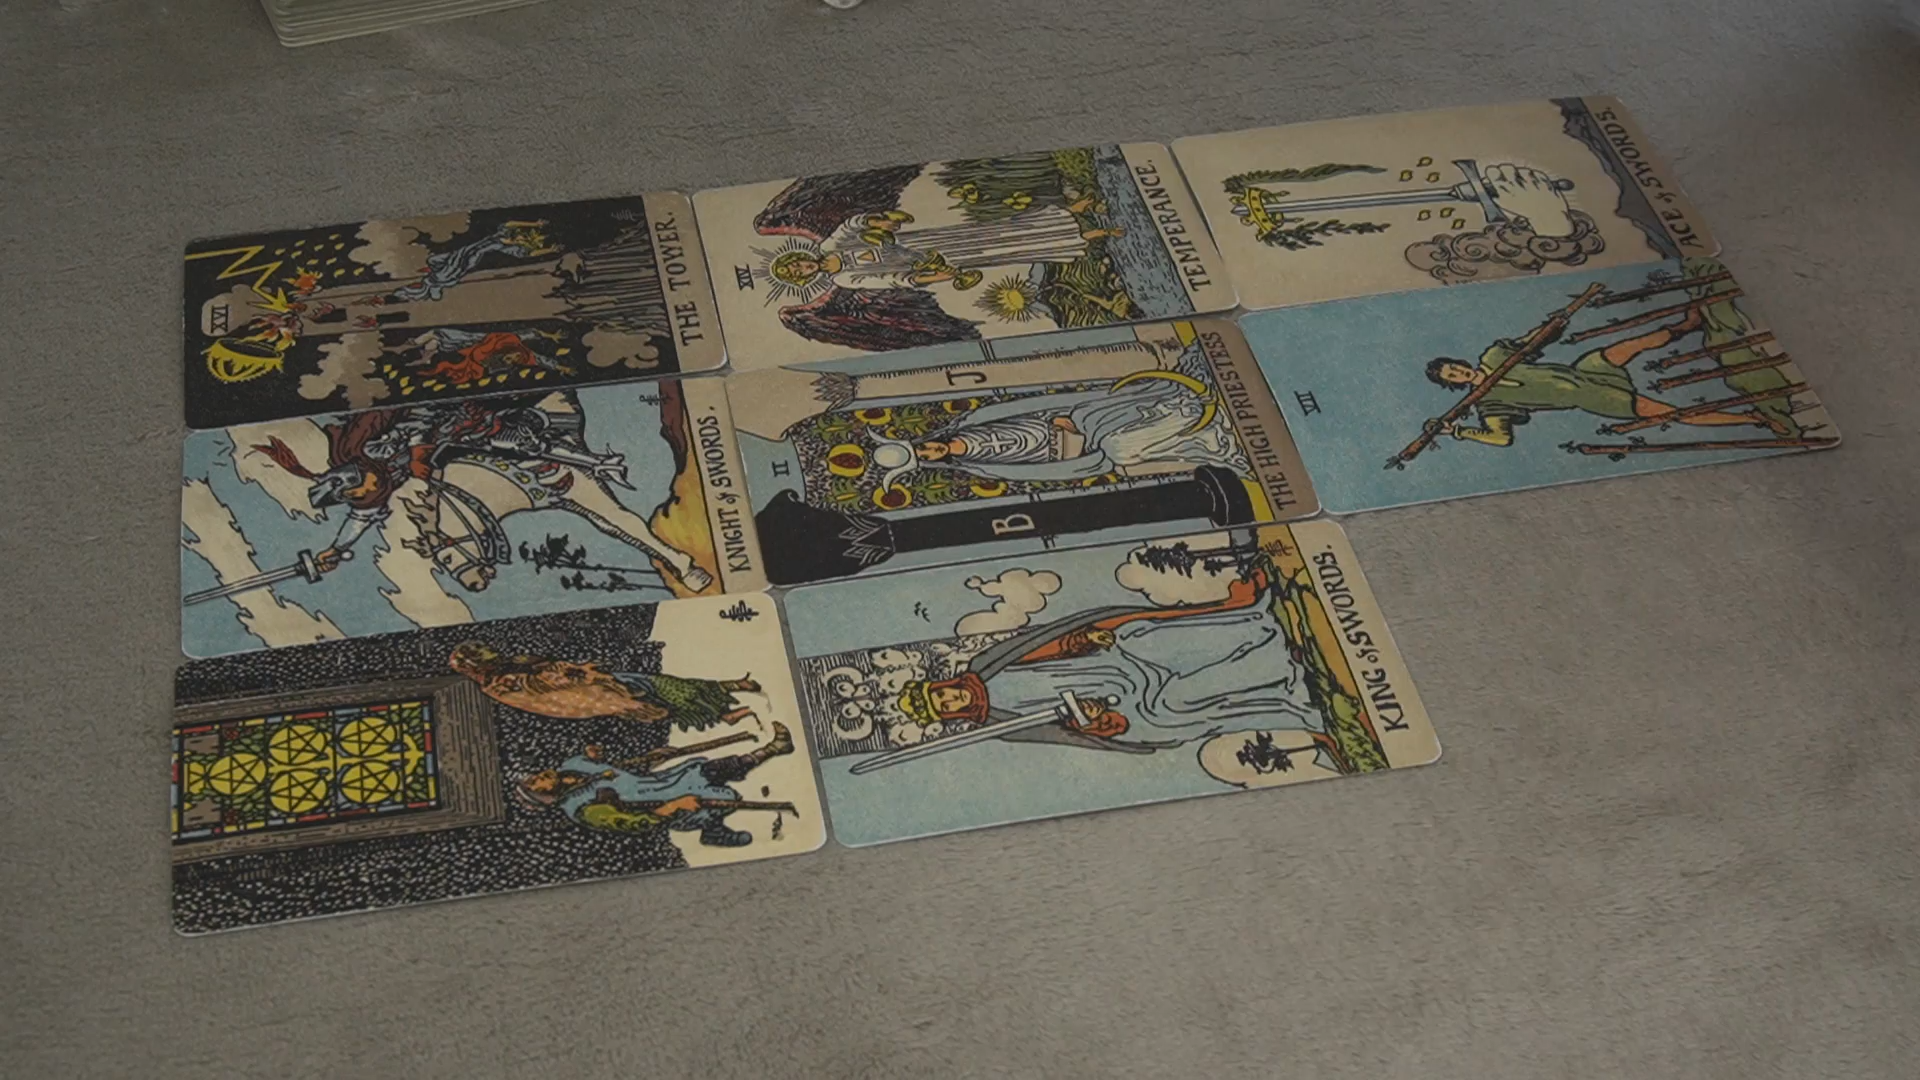 XVI
THE TOWER.
XIV
TEMPERANCE.
ACE of SWORDS.
KNIGHT of SWORDS.
II
B
J
THE HIGH PRIESTESS
VII
KING of SWORDS.